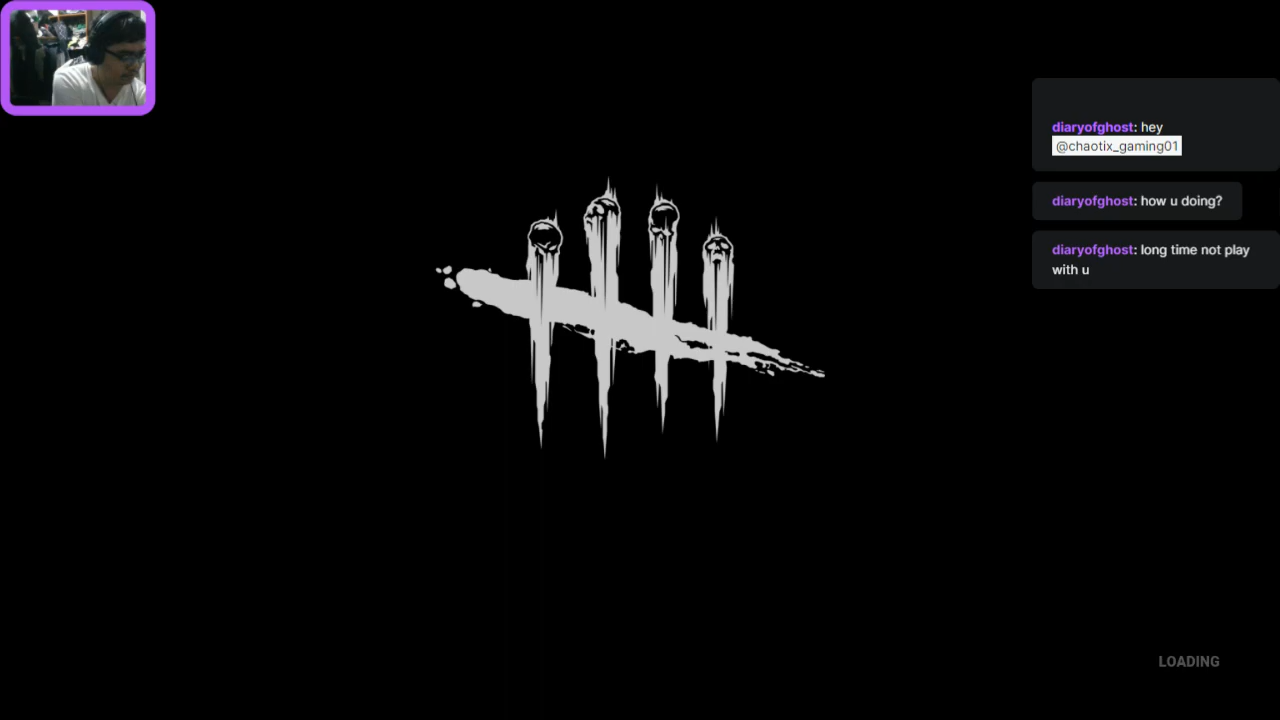 diaryofghost: hey
@chaotix_gaming01
diaryofghost: how u doing?
diaryofghost: long time not play
with u
LOADING